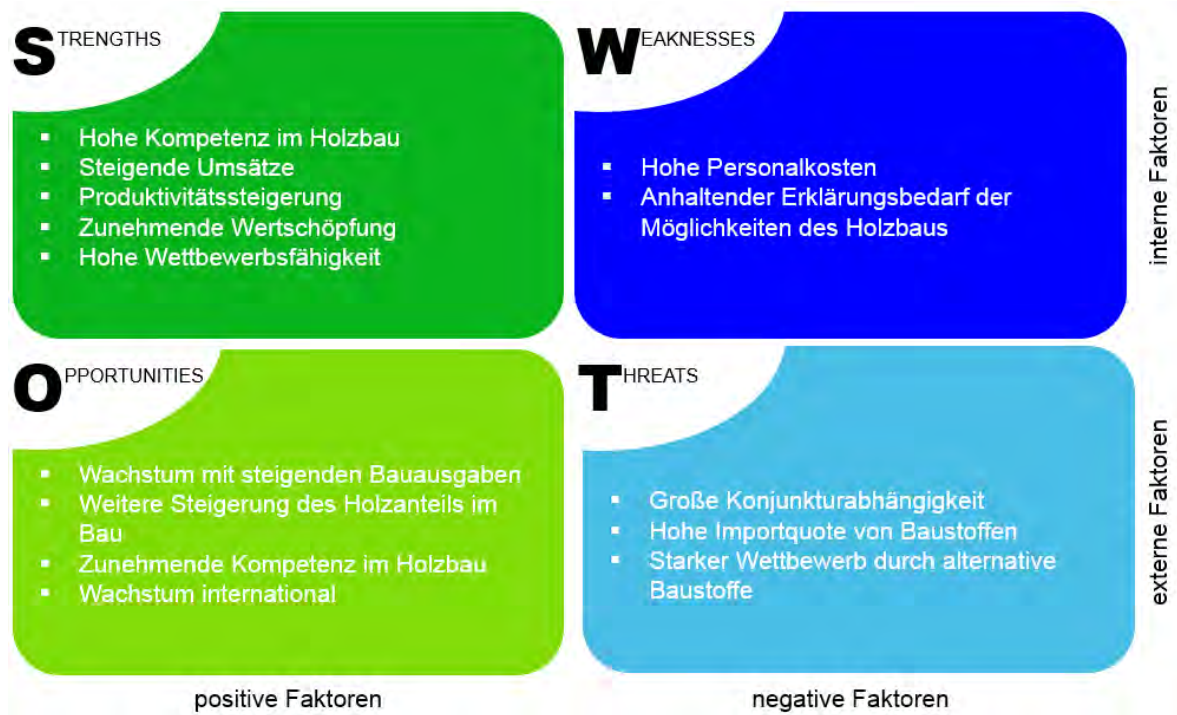 STRENGTHS
Hohe Kompetenz im Holzbau
Steigende Umsätze
Produktivitätssteigerung
Zunehmende Wertschöpfung
Hohe Wettbewerbsfähigkeit
WEAKNESSES
Hohe Personalkosten
Anhaltender Erklärungsbedarf der
Möglichkeiten des Holzbaus
interne Faktoren
OPPORTUNITIES
Wachstum mit steigenden Bauausgaben
Weitere Steigerung des Holzanteils im
Bau
Zunehmende Kompetenz im Holzbau
Wachstum international
THREATS
Große Konjunkturabhängigkeit
Hohe Importquote von Baustoffen
Starker Wettbewerb durch alternative
Baustoffe
externe Faktoren
positive Faktoren
negative Faktoren